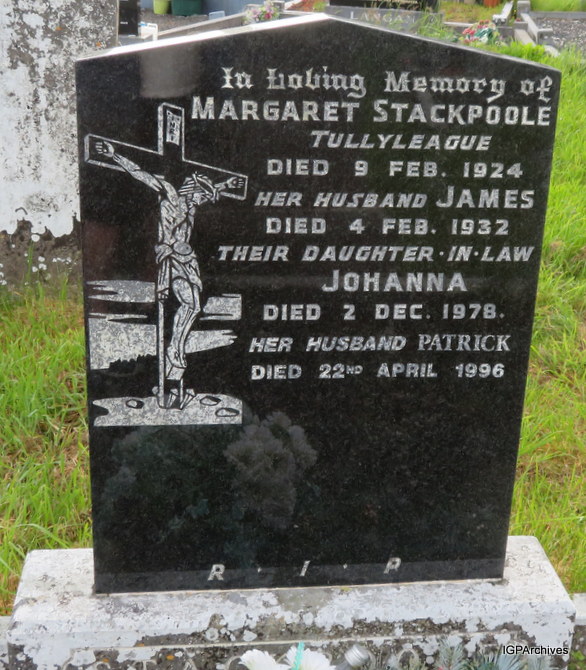 LANGAN
In Loving Memory of
MARGARET STACKPOOLE
TULLYLEAGUE
DIED 9 FEB. 1924
HER HUSBAND JAMES
DIED 4 FEB. 1932
THEIR DAUGHTER·IN·LAW
JOHANNA
DIED 2 DEC. 1978.
HER HUSBAND PATRICK
DIED 22ND APRIL 1996
R · I · P
IGPArchives